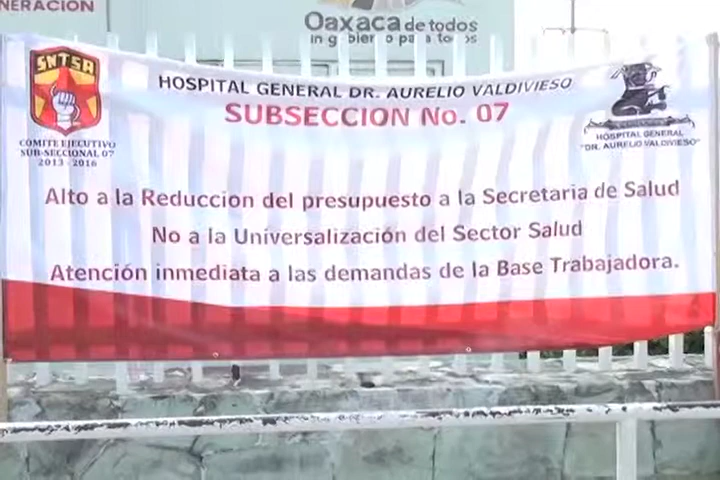 NERACIÓN
Oaxaca de todos
un gobierno para todos
SNTSA
COMITE EJECUTIVO
SUB-SECCIONAL 07
2013 - 2016
HOSPITAL GENERAL DR. AURELIO VALDIVIESO
SUBSECCION No. 07
HOSPITAL GENERAL
"DR. AURELIO VALDIVIESO"
Alto a la Reduccion del presupuesto a la Secretaria de Salud
No a la Universalización del Sector Salud
Atención inmediata a las demandas de la Base Trabajadora.